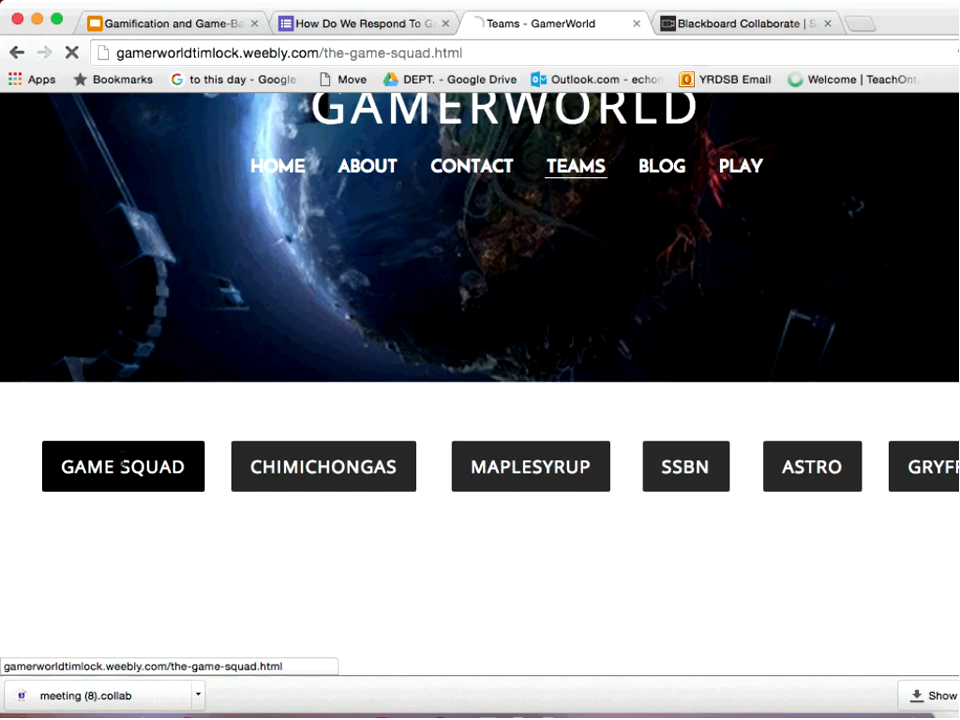 Gamification and Game-Ba
How Do We Respond To G
Teams - GamerWorld
Blackboard Collaborate | S
gamerworldtimlock.weebly.com/the-game-squad.html
Apps
Bookmarks
to this day - Google
Move
DEPT. - Google Drive
Outlook.com - echon
YRDSB Email
Welcome | TeachOnt
GAMERWORLD
HOME ABOUT CONTACT TEAMS BLOG PLAY
GAME SQUAD
CHIMICHONGAS
MAPLESYRUP
SSBN
ASTRO
GRYFF
gamerworldtimlock.weebly.com/the-game-squad.html
meeting (8).collab
Show